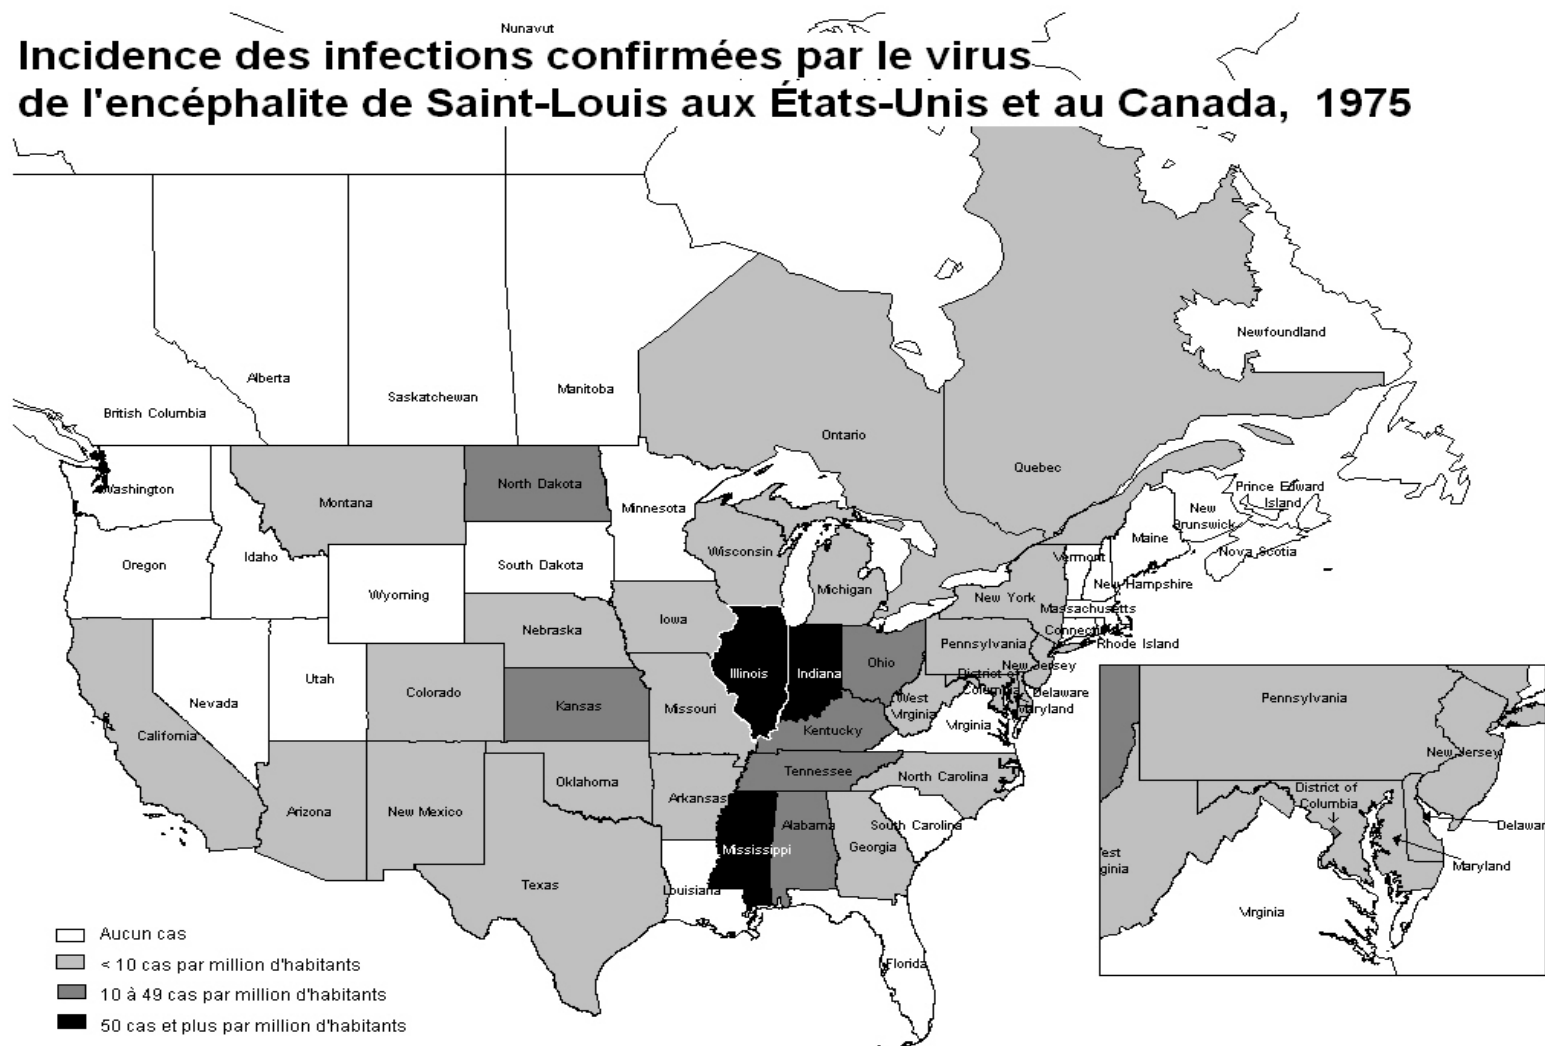 Nunavut
Incidence des infections confirmées par le virus
de l'encéphalite de Saint-Louis aux États-Unis et au Canada, 1975
Newfoundland
Alberta
Manitoba
Saskatchewan
British Columbia
Ontario
Quebec
Washington
Montana
North Dakota
Minnesota
Prince Edward
Island
New
Brunswick
Maine
Nova Scotia
Wisconsin
Vermont
Idaho
Oregon
South Dakota
New Hampshire
Michigan
Wyoming
New York
Massachusetts
Iowa
Nebraska
Connecti
Rhode Island
Pennsylvania
Ohio
New Jersey
Illinois
Indiana
District of
Columbia
Utah
Colorado
Delaware
Nevada
Kansas
Missouri
West
Virginia
Maryland
Virginia
California
Kentucky
Tennessee
North Carolina
Oklahoma
Arkansas
Arizona
New Mexico
Alabama
South Carolina
Mississippi
Georgia
Texas
Louisiana
Florida
Pennsylvania
New Jersey
District of
Columbia
Delawar
Maryland
est
ginia
Virginia
Aucun cas
< 10 cas par million d'habitants
10 à 49 cas par million d'habitants
50 cas et plus par million d'habitants